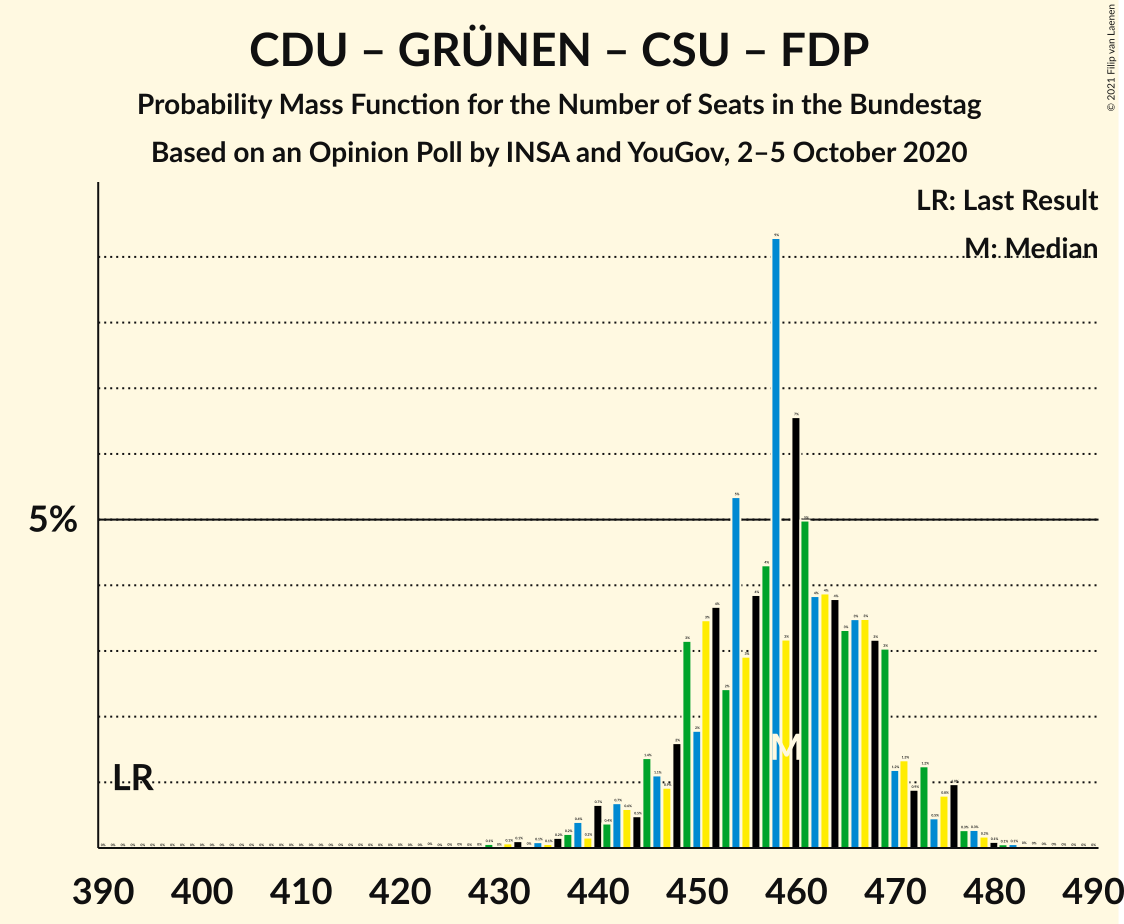 CDU – GRÜNEN – CSU – FDP
Probability Mass Function for the Number of Seats in the Bundestag
Based on an Opinion Poll by INSA and YouGov, 2–5 October 2020
© 2021 Filip van Laenen
LR: Last Result
M: Median
5%
LR
M
390 400 410 420 430 440 450 460 470 480 490